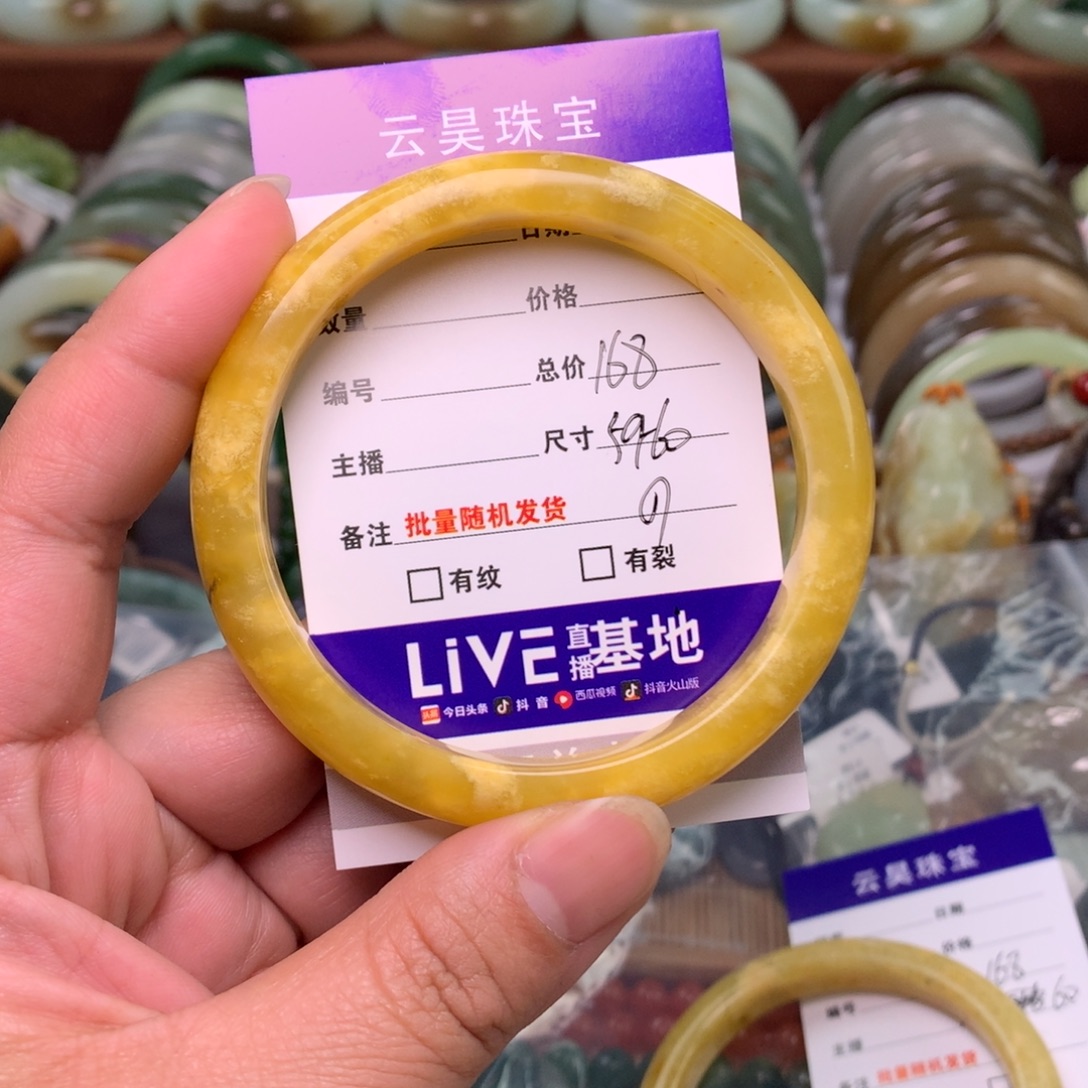 云昊珠宝
日期
数量 价格
编号 总价 168
主播 尺寸 59-60
备注 批量随机发货
有纹 有裂
LiVE 直播基地
今日头条 抖音 西瓜视频 抖音火山版
云昊珠宝
日期
价格
编号 168
主播
备注 批量随机发货